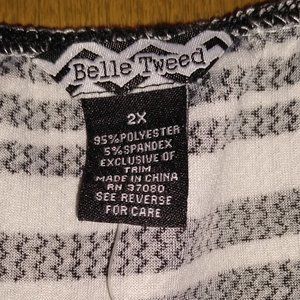 Belle Tweed
2X
95% POLYESTER
5% SPANDEX
EXCLUSIVE OF
TRIM
MADE IN CHINA
RN 37080
SEE REVERSE
FOR CARE